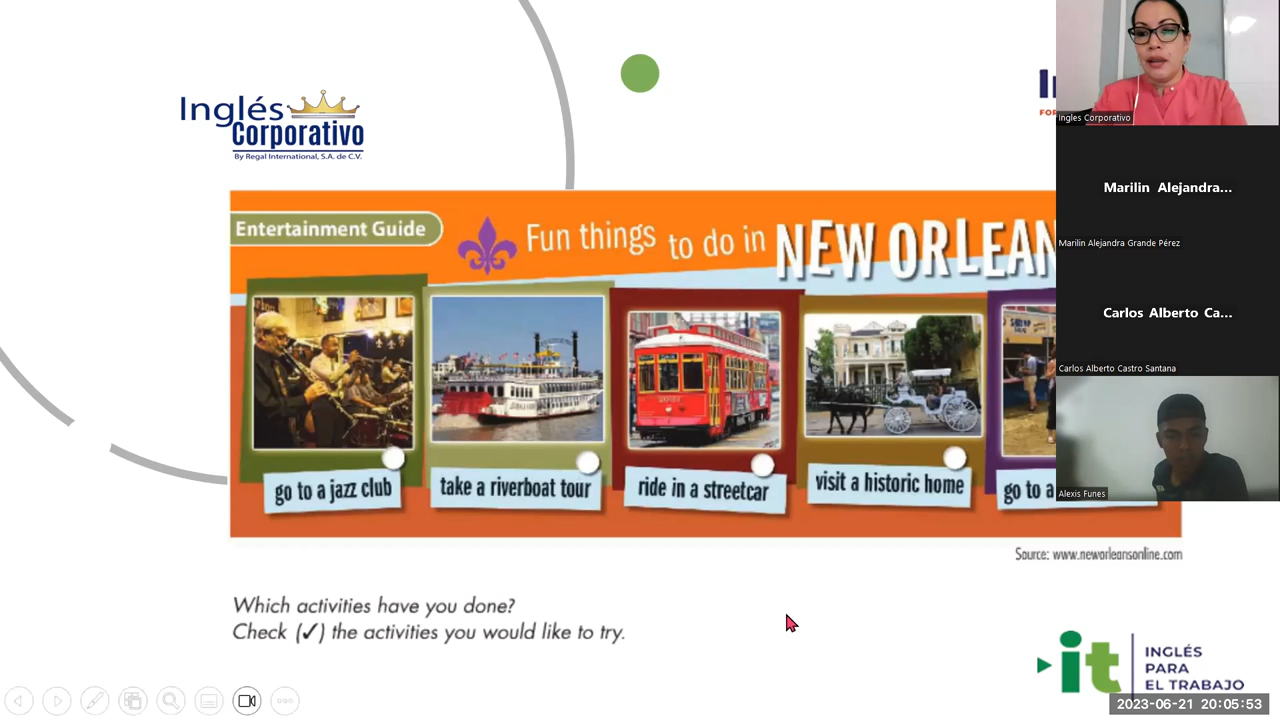 Inglés
Corporativo
By Regal International, S.A. de C.V.
Entertainment Guide
Fun things to do in NEW ORLEAN
go to a jazz club
take a riverboat tour
ride in a streetcar
visit a historic home
go to a
Source: www.neworleansonline.com
Which activities have you done?
Check (✓) the activities you would like to try.
it
INGLÉS
PARA
EL TRABAJO
2023-06-21 20:05:53
Ingles Corporativo
Marilin Alejandra...
Marilin Alejandra Grande Pérez
Carlos Alberto Ca...
Carlos Alberto Castro Santana
Alexis Funes